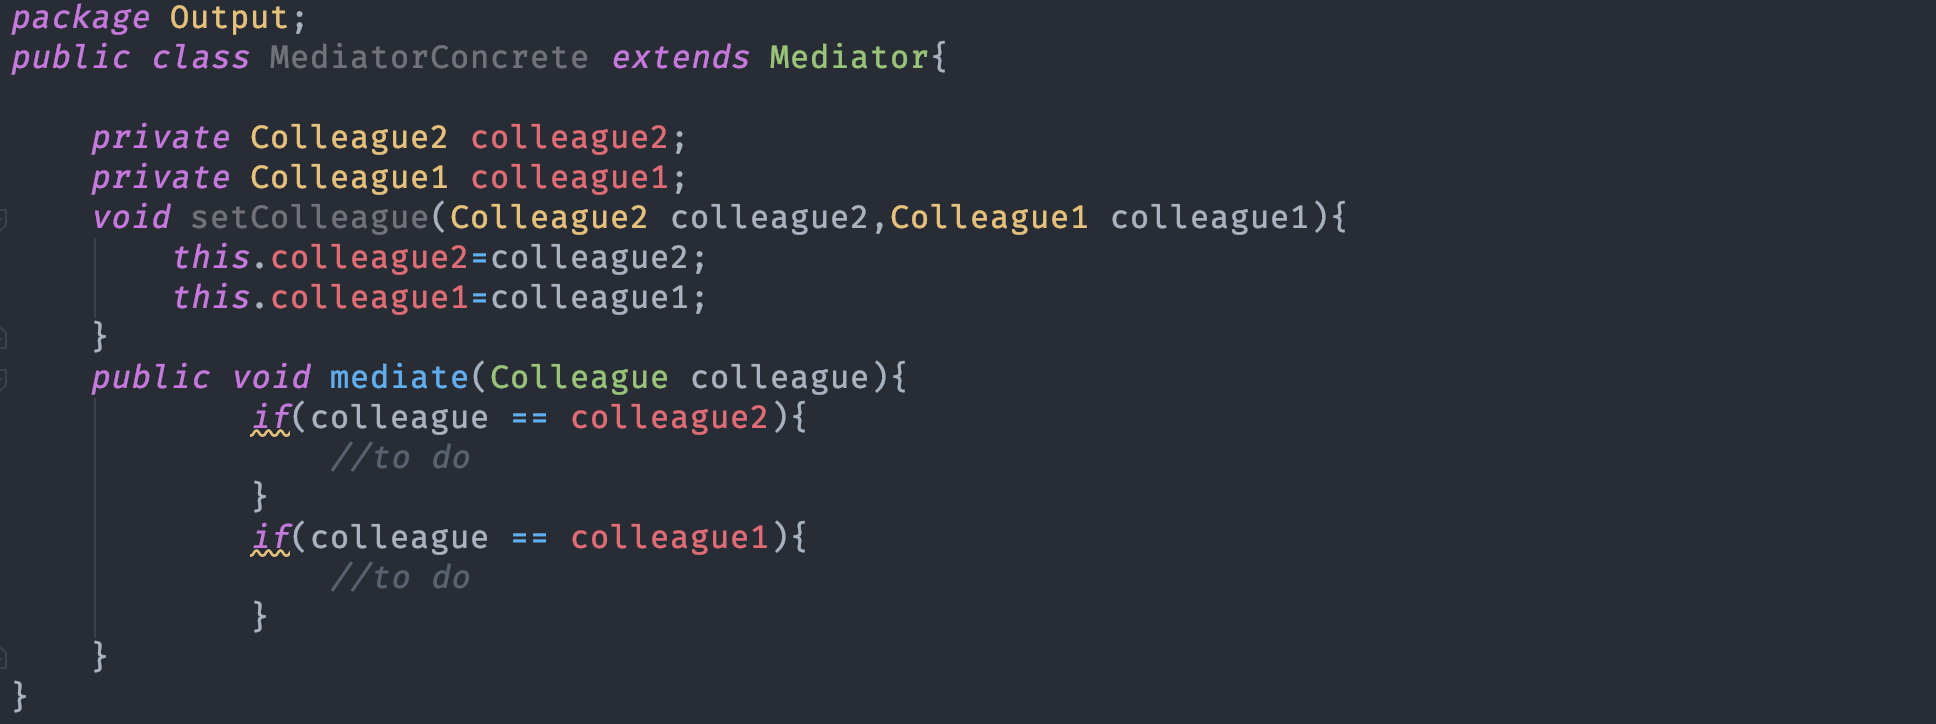 package Output;
public class MediatorConcrete extends Mediator{
private Colleague2 colleague2;
private Colleague1 colleague1;
void setColleague(Colleague2 colleague2,Colleague1 colleague1){
this.colleague2=colleague2;
this.colleague1=colleague1;
}
public void mediate(Colleague colleague){
if(colleague == colleague2){
//to do
}
if(colleague == colleague1){
//to do
}
}
}